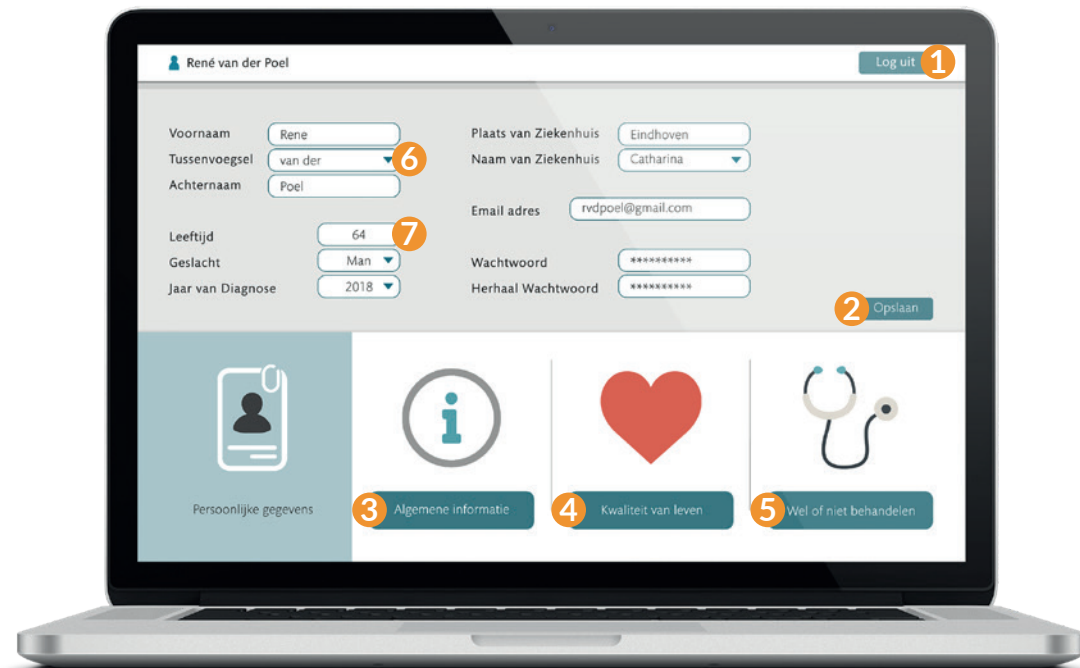 René van der Poel
Log uit 1
Voornaam Rene
Tussenvoegsel van der 6
Achternaam Poel
Leeftijd 64 7
Geslacht Man
Jaar van Diagnose 2018
Plaats van Ziekenhuis Eindhoven
Naam van Ziekenhuis Catharina
Email adres rvdpoel@gmail.com
Wachtwoord **********
Herhaal Wachtwoord **********
2 Opslaan
Persoonlijke gegevens
3 Algemene informatie
4 Kwaliteit van leven
5 Wel of niet behandelen